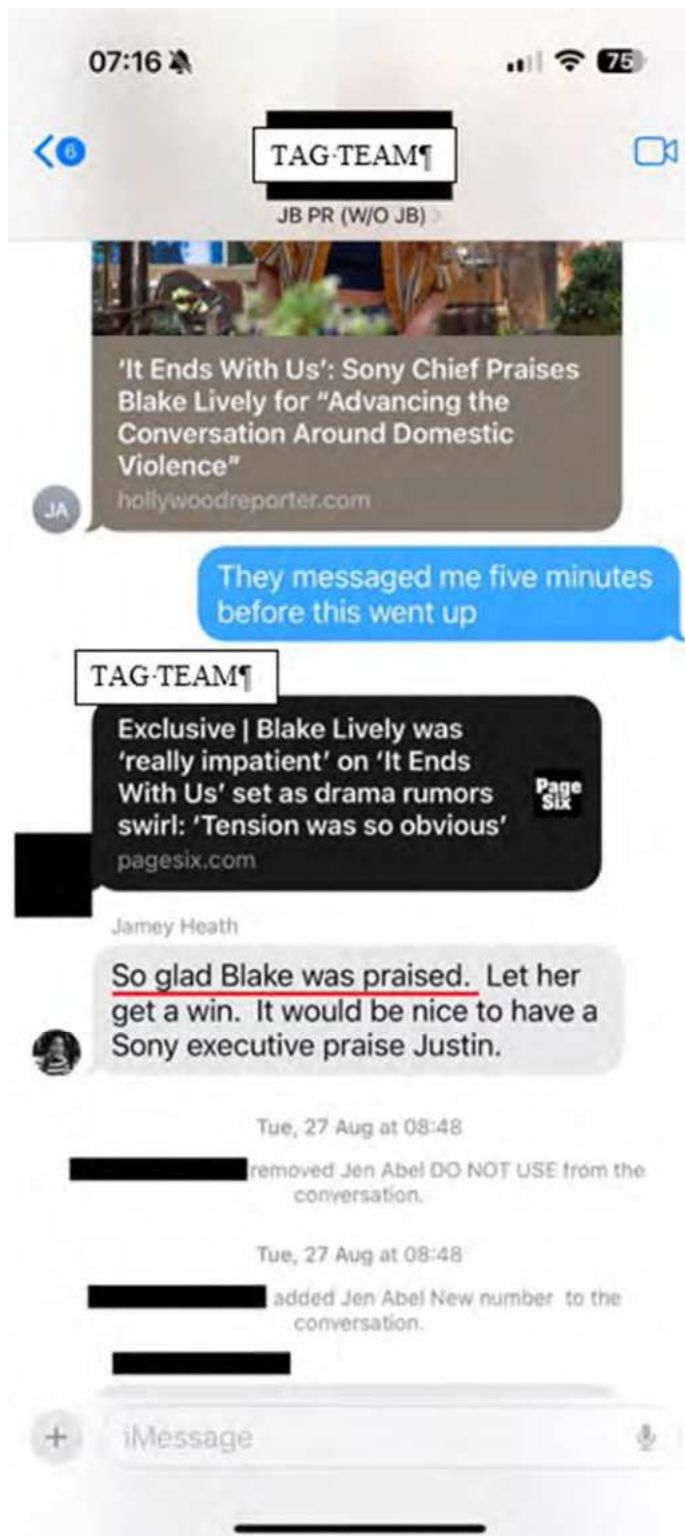 07:16
75
6
TAG·TEAM¶
JB PR (W/O JB) >
'It Ends With Us': Sony Chief Praises
Blake Lively for "Advancing the
Conversation Around Domestic
Violence"
hollywoodreporter.com
JA
They messaged me five minutes
before this went up
TAG·TEAM¶
Exclusive | Blake Lively was
'really impatient' on 'It Ends
With Us' set as drama rumors
swirl: 'Tension was so obvious'
Page
Six
pagesix.com
Jamey Heath
So glad Blake was praised. Let her
get a win. It would be nice to have a
Sony executive praise Justin.
Tue, 27 Aug at 08:48
removed Jen Abel DO NOT USE from the
conversation.
Tue, 27 Aug at 08:48
added Jen Abel New number to the
conversation.
iMessage